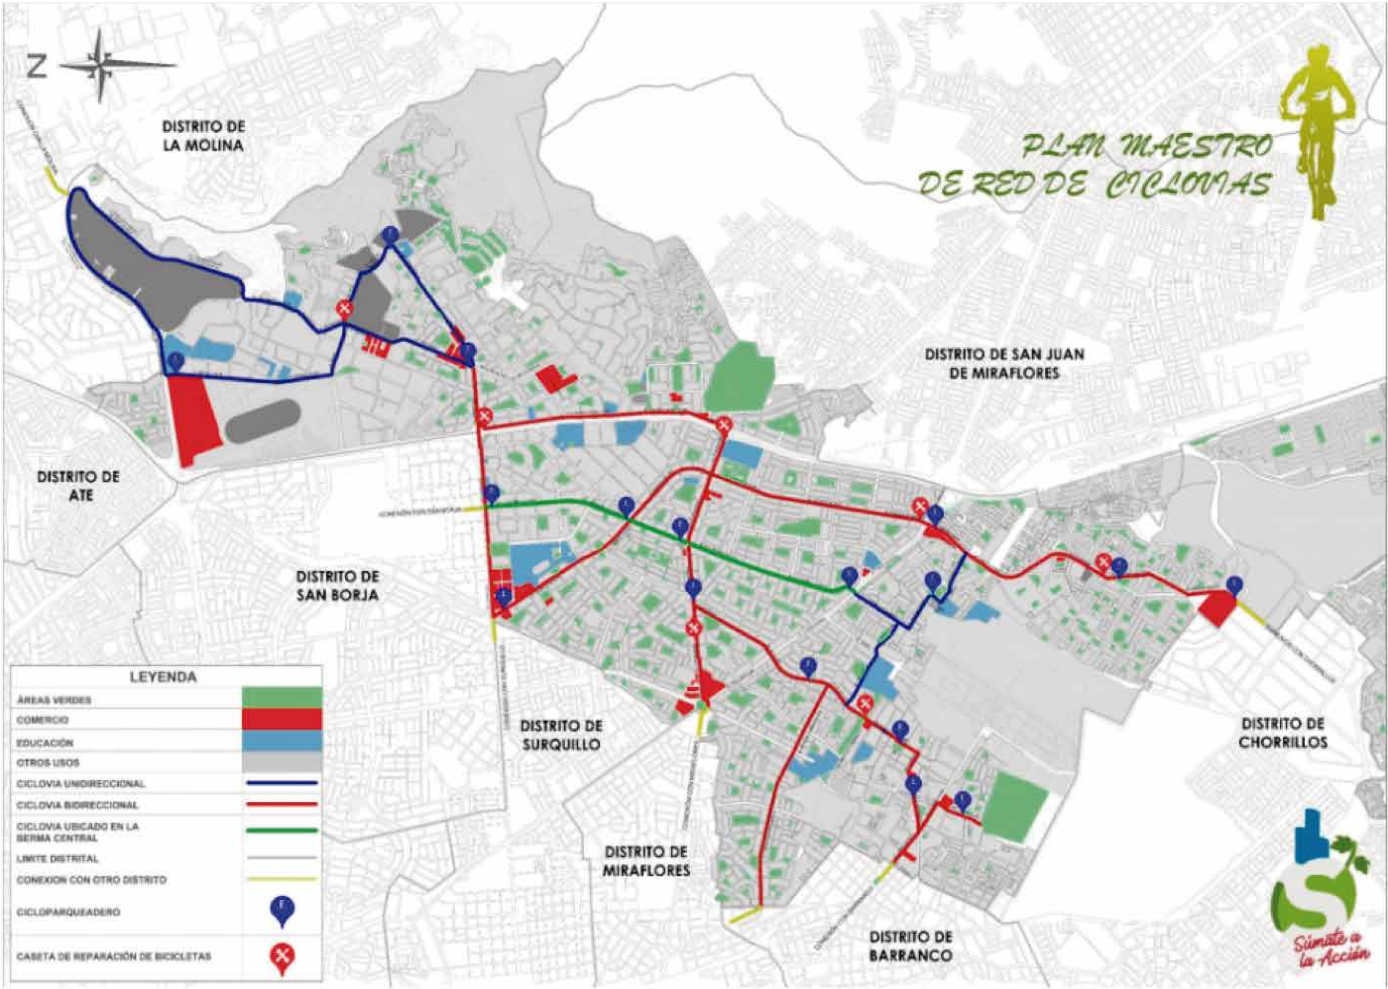 Z
PLAN MAESTRO
DE RED DE CICLOVIAS
DISTRITO DE
LA MOLINA
DISTRITO DE SAN JUAN
DE MIRAFLORES
DISTRITO DE
ATE
DISTRITO DE
SAN BORJA
DISTRITO DE
SURQUILLO
DISTRITO DE
CHORRILLOS
DISTRITO DE
MIRAFLORES
DISTRITO DE
BARRANCO
LEYENDA
ÁREAS VERDES
COMERCIO
EDUCACIÓN
OTROS USOS
CICLOVIA UNIDIRECCIONAL
CICLOVIA BIDIRECCIONAL
CICLOVIA UBICADO EN LA
BERMA CENTRAL
LIMITE DISTRITAL
CONEXION CON OTRO DISTRITO
CICLOPARQUEADERO
CASETA DE REPARACIÓN DE BICICLETAS
S
Súmate a
la Acción